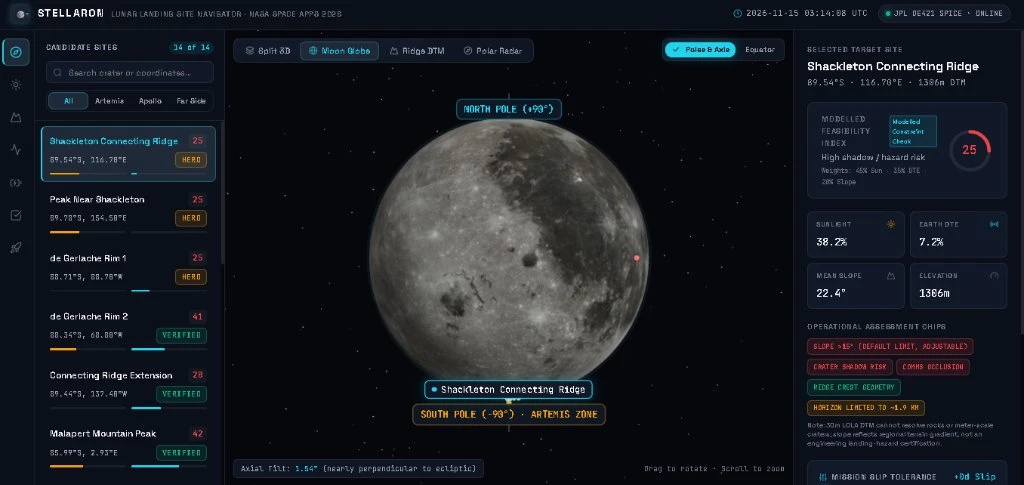 STELLARON LUNAR LANDING SITE NAVIGATOR · NASA SPACE APPS 2026
2026-11-15 03:14:08 UTC
JPL DE421 SPICE · ONLINE
CANDIDATE SITES 14 of 14
Search crater or coordinates...
All Artemis Apollo Far Side
Shackleton Connecting Ridge 25
89.54°S, 116.70°E HERO
Peak Near Shackleton 25
89.78°S, 154.58°E HERO
de Gerlache Rim 1 25
88.71°S, 68.70°W HERO
de Gerlache Rim 2 41
88.34°S, 68.00°W VERIFIED
Connecting Ridge Extension 28
89.44°S, 137.40°W VERIFIED
Malapert Mountain Peak 42
85.99°S, 2.93°E VERIFIED
Split 3D Moon Globe Ridge DTM Polar Radar
Poles & Axis Equator
NORTH POLE (+90°)
Shackleton Connecting Ridge
SOUTH POLE (-90°) · ARTEMIS ZONE
Axial Tilt: 1.54° (nearly perpendicular to ecliptic)
Drag to rotate · Scroll to zoom
SELECTED TARGET SITE
Shackleton Connecting Ridge
89.54°S · 116.70°E · 1306m DTM
MODELLED
FEASIBILITY
INDEX
Modelled
Constraint
Check
25
High shadow / hazard risk
Weights: 45% Sun · 35% DTE ·
20% Slope
SUNLIGHT
38.2%
EARTH DTE
7.2%
MEAN SLOPE
22.4°
ELEVATION
1306m
OPERATIONAL ASSESSMENT CHIPS
SLOPE >15° (DEFAULT LIMIT, ADJUSTABLE)
CRATER SHADOW RISK COMMS OCCLUSION
RIDGE CREST GEOMETRY
HORIZON LIMITED TO ~1.9 KM
Note: 30m LOLA DTM cannot resolve rocks or meter-scale
craters; slope reflects regional terrain gradient, not an
engineering landing-hazard certification.
MISSION SLIP TOLERANCE +0d Slip